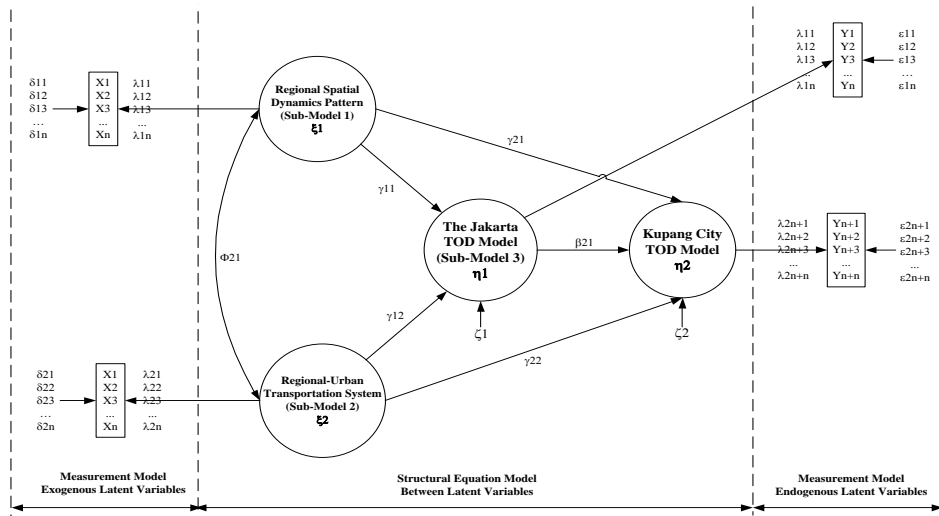 δ11
δ12
δ13
…
δ1n
X1
X2
X3
...
Xn
λ11
λ12
λ13
...
λ1n
Regional Spatial
Dynamics Pattern
(Sub-Model 1)
ξ1
γ21
λ11
λ12
λ13
...
λ1n
Y1
Y2
Y3
...
Yn
ε11
ε12
ε13
…
ε1n
γ11
Φ21
The Jakarta
TOD Model
(Sub-Model 3)
η1
β21
Kupang City
TOD Model
η2
λ2n+1
λ2n+2
λ2n+3
...
λ2n+n
Yn+1
Yn+2
Yn+3
...
Yn+n
ε2n+1
ε2n+2
ε2n+3
...
ε2n+n
γ12
ζ1
ζ2
γ22
δ21
δ22
δ23
…
δ2n
X1
X2
X3
...
Xn
λ21
λ22
λ23
...
λ2n
Regional-Urban
Transportation System
(Sub-Model 2)
ξ2
Measurement Model
Exogenous Latent Variables
Structural Equation Model
Between Latent Variables
Measurement Model
Endogenous Latent Variables